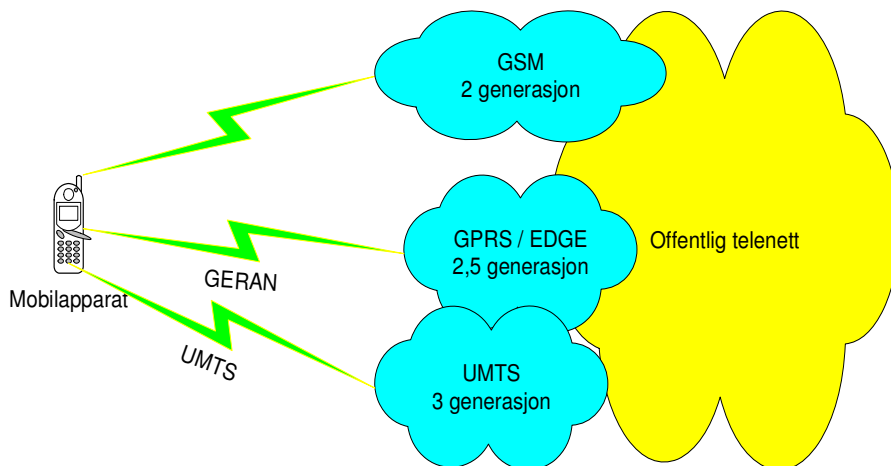 GSM
2 generasjon
GPRS / EDGE
2,5 generasjon
Offentlig telenett
GERAN
Mobilapparat
UMTS
UMTS
3 generasjon